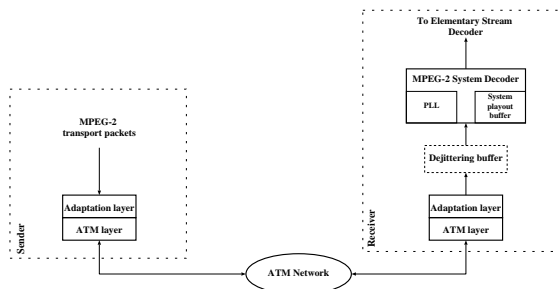 To Elementary Stream
Decoder
MPEG-2 System Decoder
PLL
System
playout
buffer
Dejittering buffer
Adaptation layer
ATM layer
Receiver
MPEG-2
transport packets
Adaptation layer
ATM layer
Sender
ATM Network